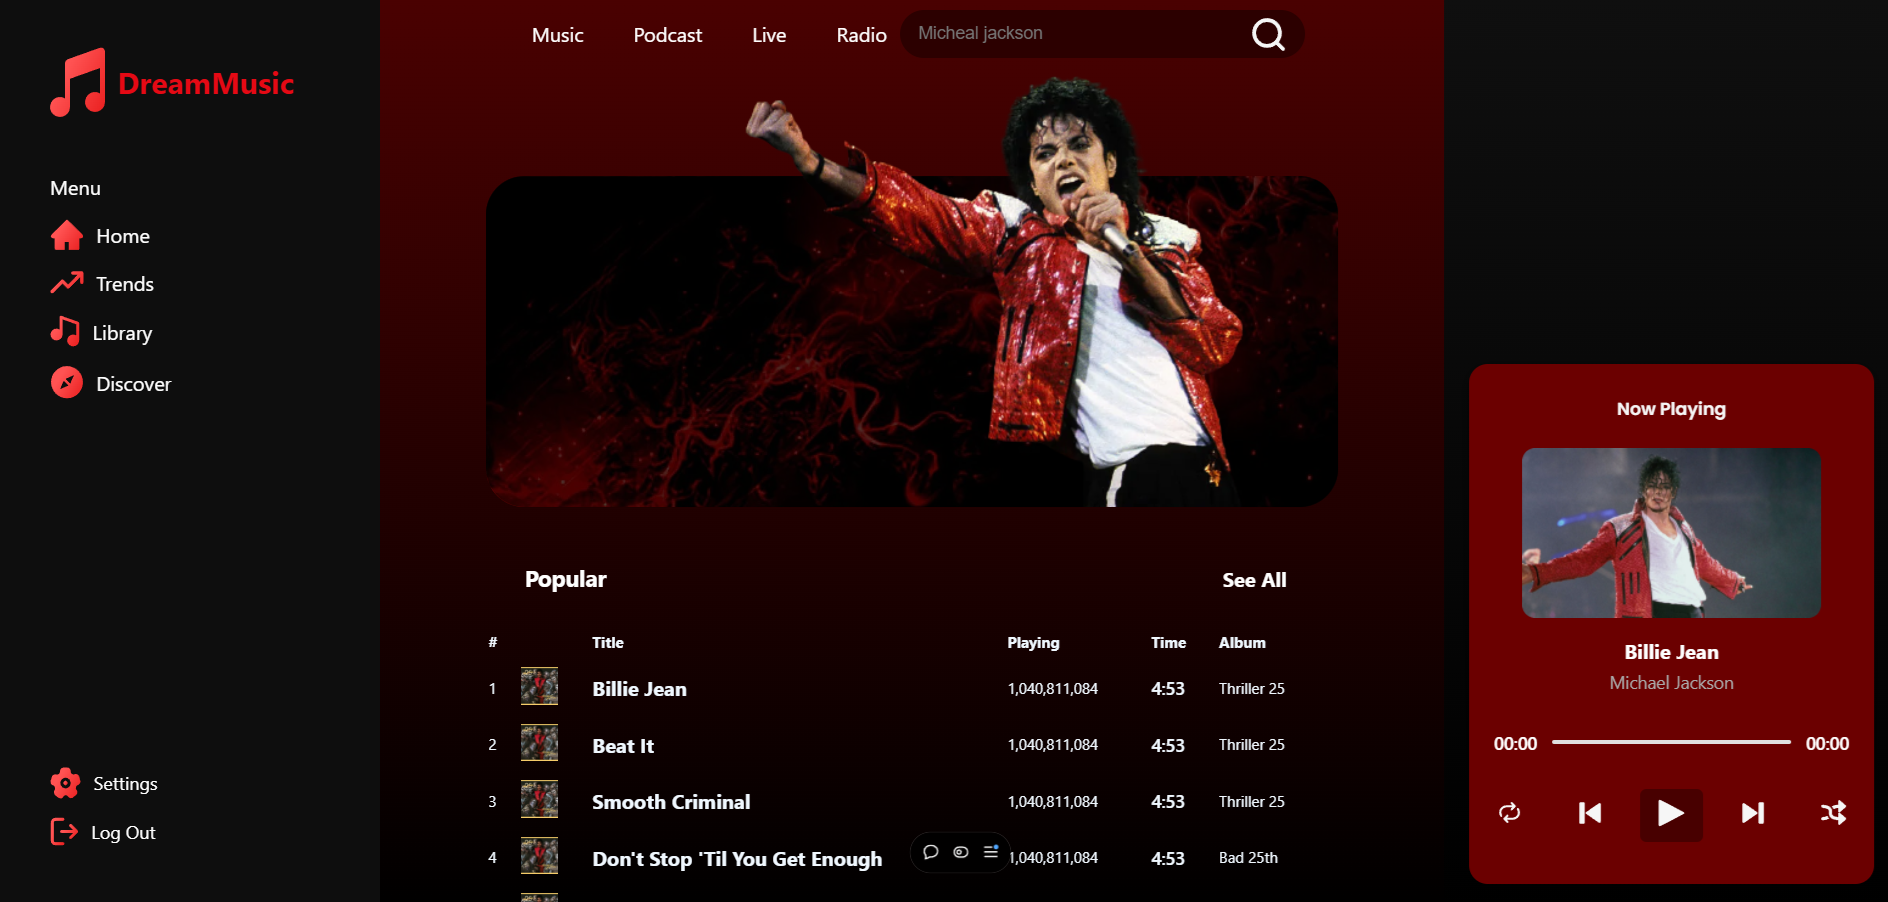 DreamMusic
Menu
Home
Trends
Library
Discover
Settings
Log Out
Music Podcast Live Radio Micheal jackson
Popular See All
# Title Playing Time Album
1 Billie Jean 1,040,811,084 4:53 Thriller 25
2 Beat It 1,040,811,084 4:53 Thriller 25
3 Smooth Criminal 1,040,811,084 4:53 Thriller 25
4 Don't Stop 'Til You Get Enough 1,040,811,084 4:53 Bad 25th
Now Playing
Billie Jean
Michael Jackson
00:00 00:00